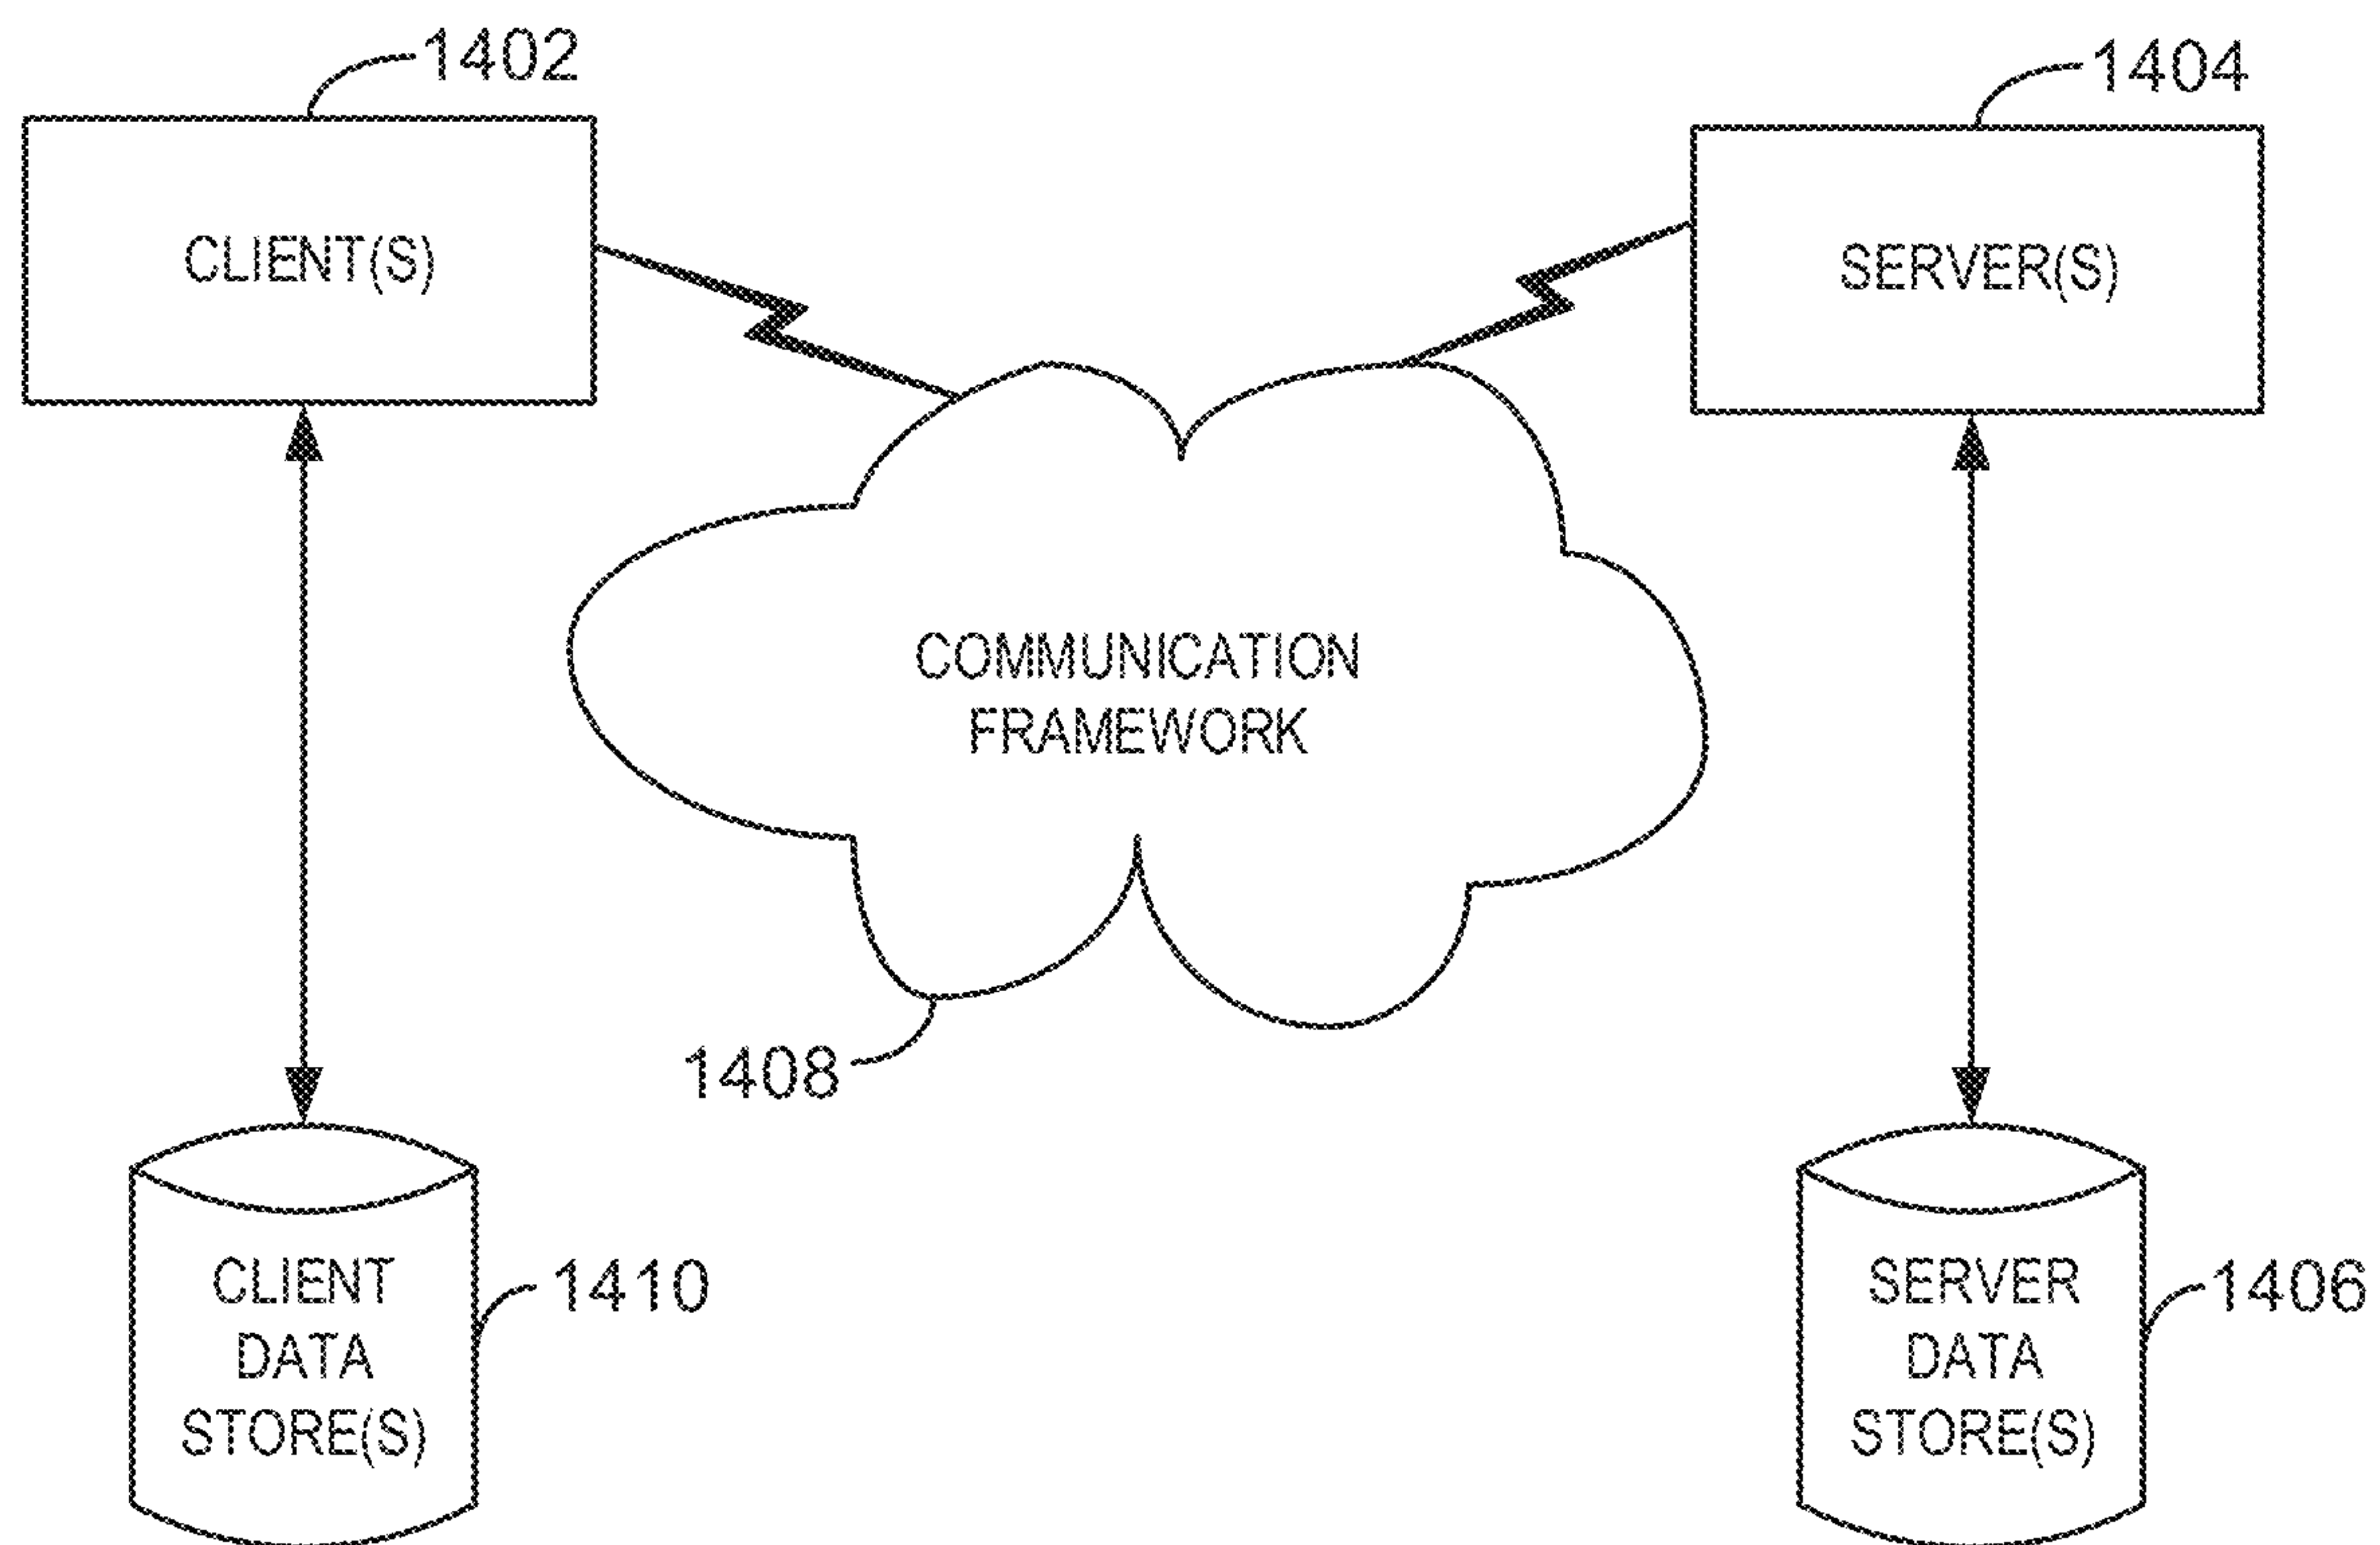 1402
1404
CLIENT(S)
SERVER(S)
COMMUNICATION
FRAMEWORK
1408
CLIENT
DATA
STORE(S)
1410
SERVER
DATA
STORE(S)
1406